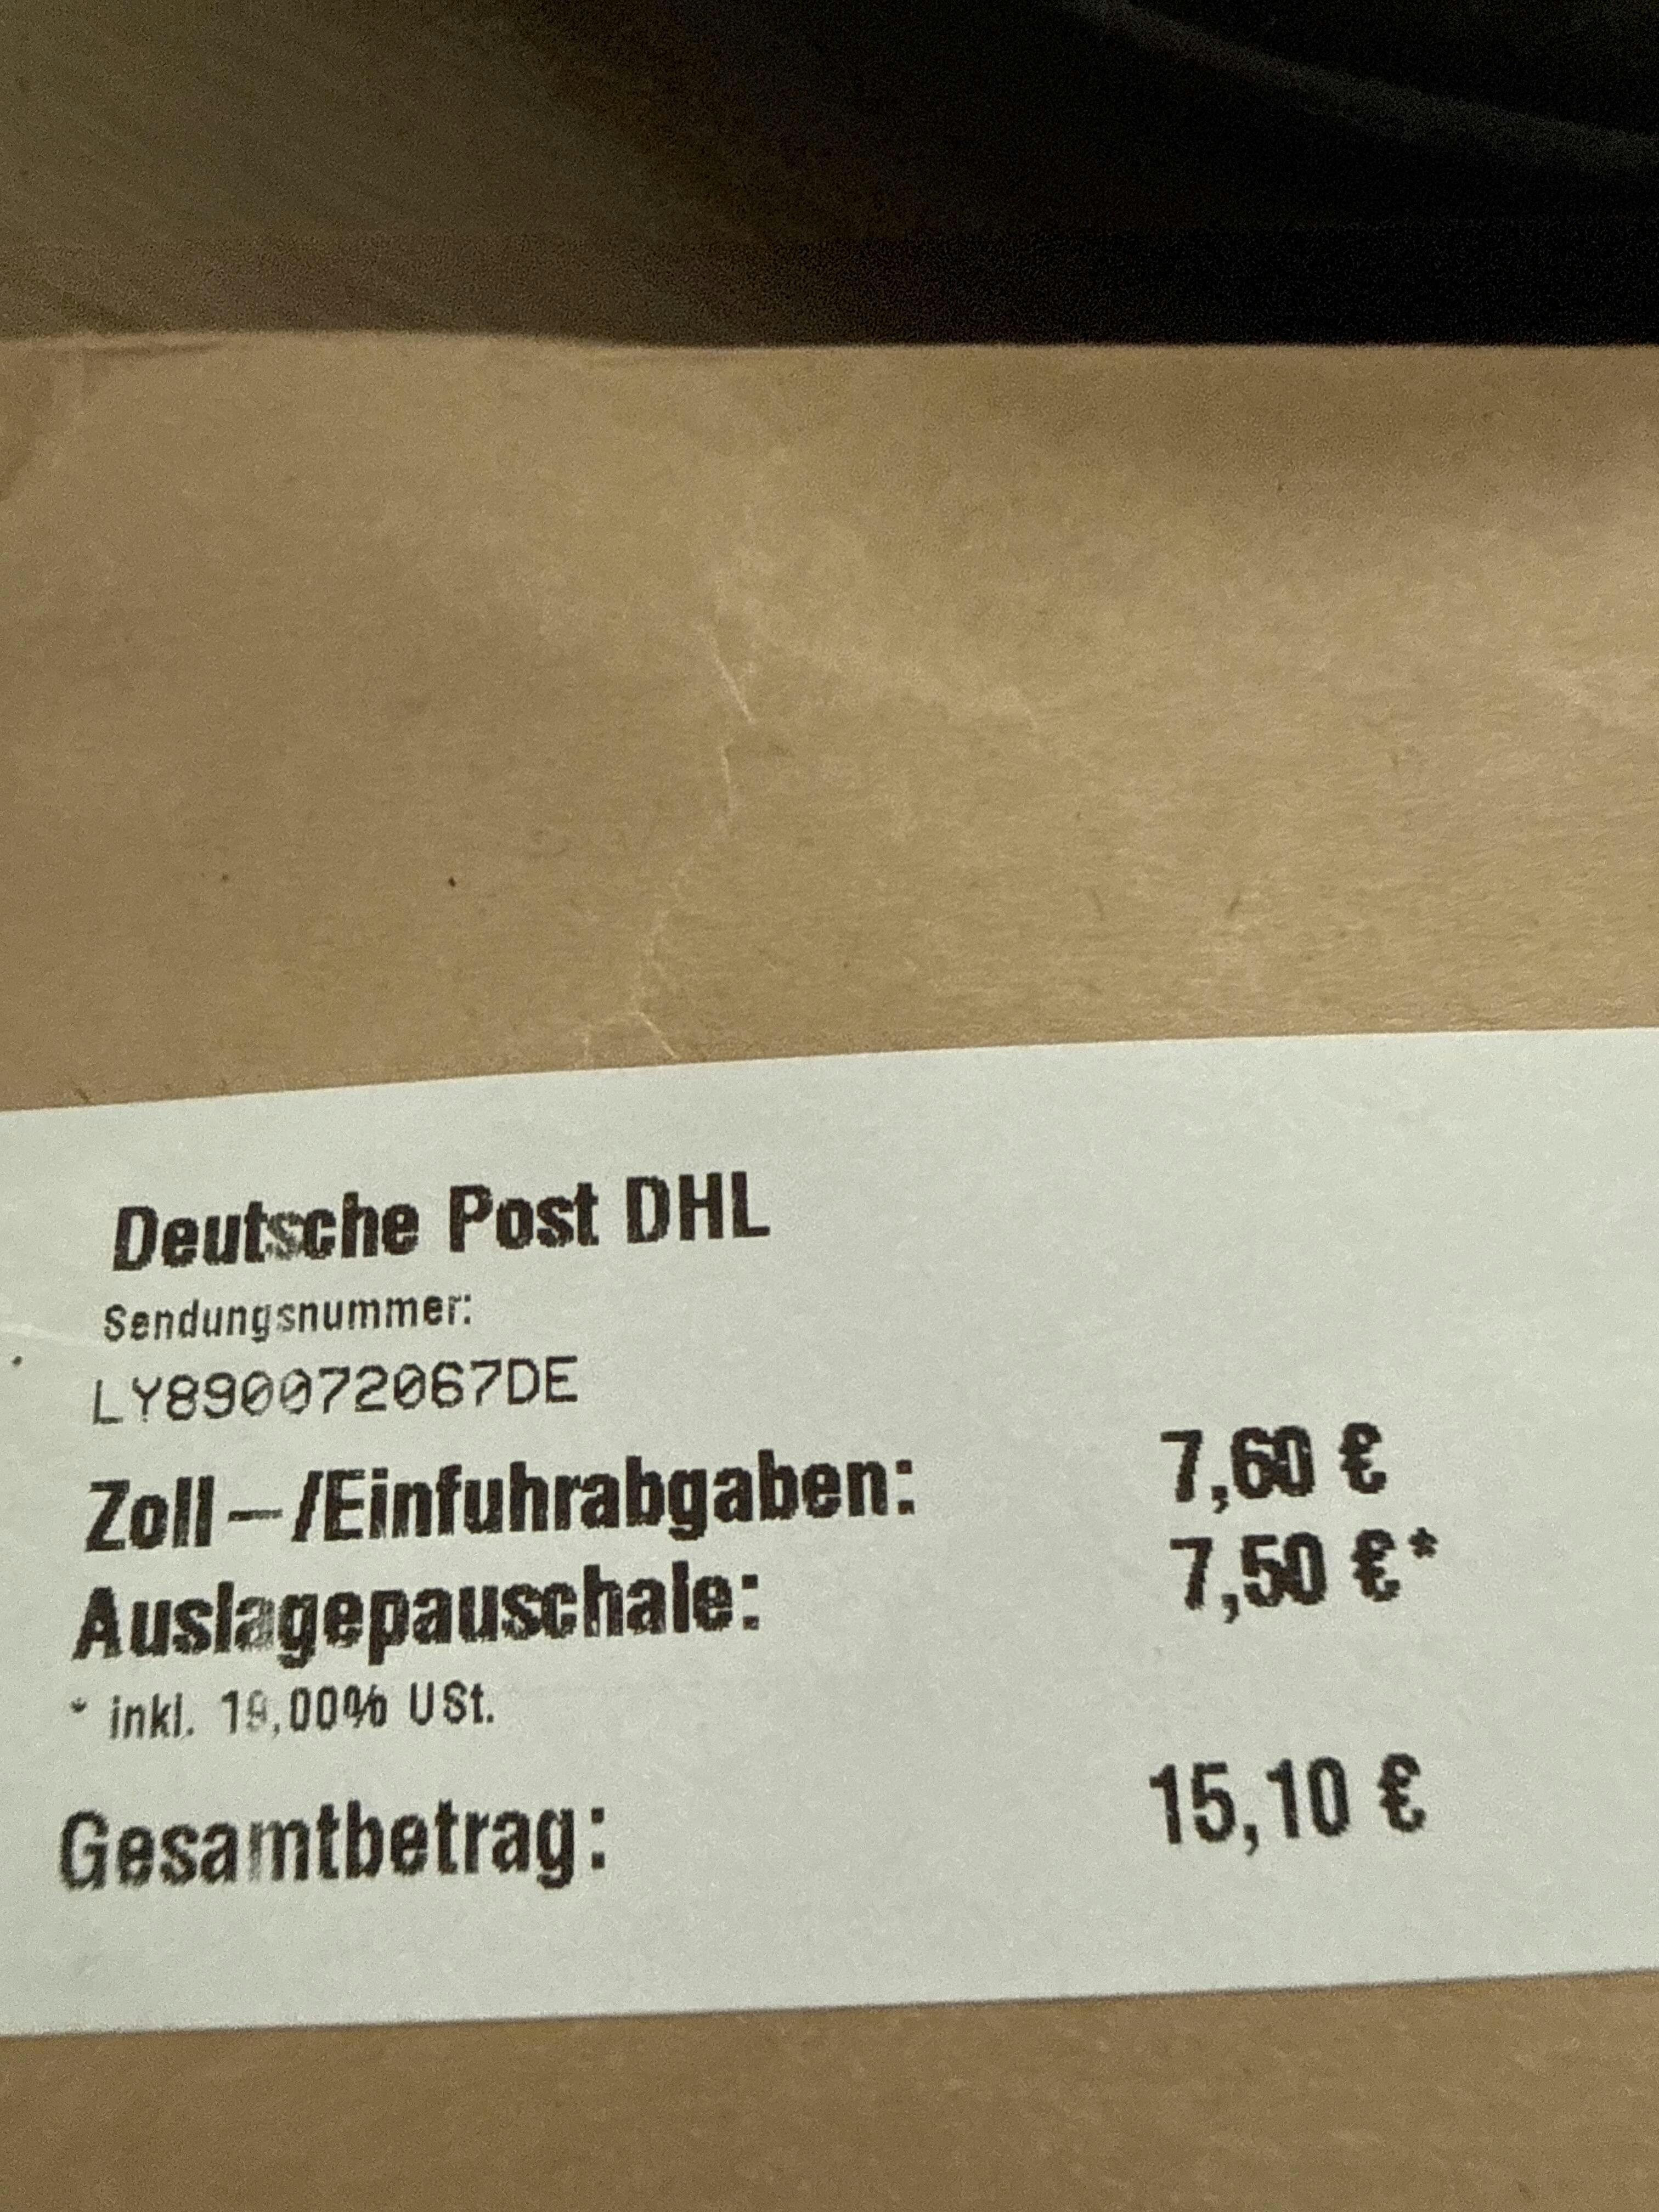 Deutsche Post DHL
Sendungsnummer:
LY890072067DE
Zoll-/Einfuhrabgaben: 7,60 €
Auslagepauschale: 7,50 €*
* inkl. 19,00% USt.
Gesamtbetrag: 15,10 €